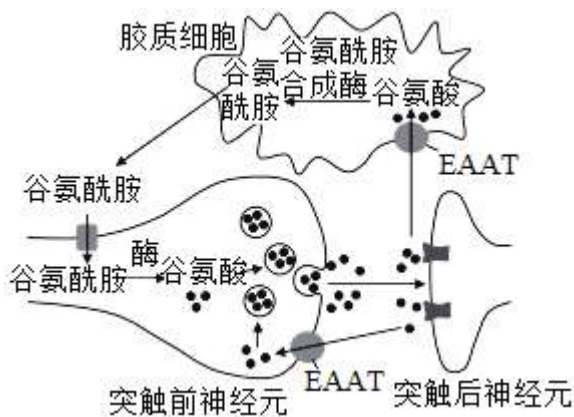 胶质细胞
谷氨酰胺
谷氨
合成酶
谷氨酸
酰胺
EAAT
谷氨酰胺
谷氨酰胺
酶
谷氨酸
EAAT
突触前神经元
突触后神经元